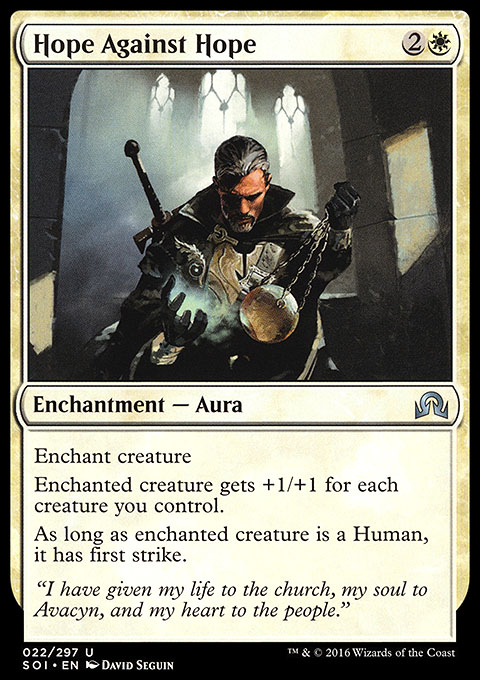 Hope Against Hope 2
Enchantment — Aura
Enchant creature
Enchanted creature gets +1/+1 for each
creature you control.
As long as enchanted creature is a Human,
it has first strike.
“I have given my life to the church, my soul to
Avacyn, and my heart to the people.”
022/297 U
SOI • EN DAVID SEGUIN ™ & © 2016 Wizards of the Coast